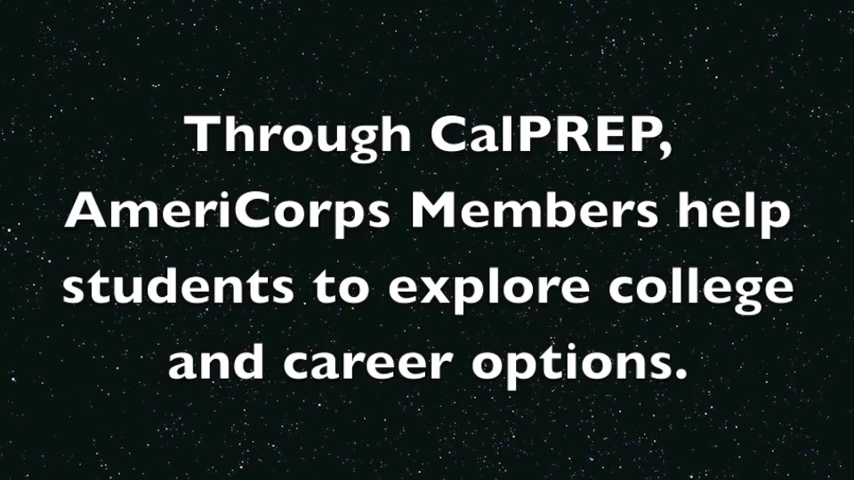 Through CalPREP,
AmeriCorps Members help
students to explore college
and career options.